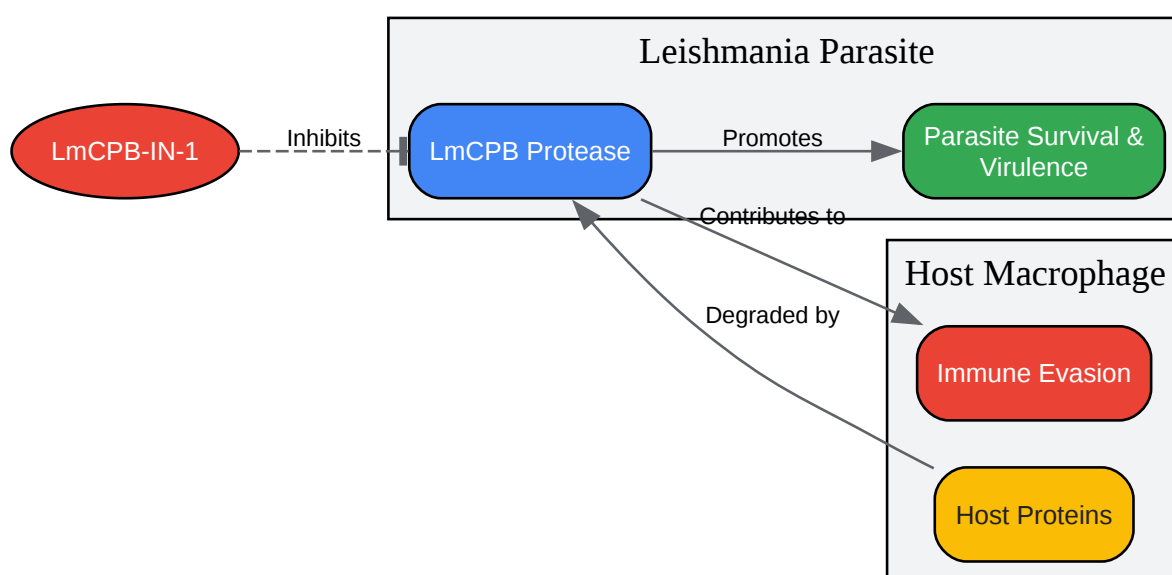 Leishmania Parasite
LmCPB-IN-1
Inhibits
LmCPB Protease
Promotes
Parasite Survival &
Virulence
Contributes to
Host Macrophage
Degraded by
Immune Evasion
Host Proteins